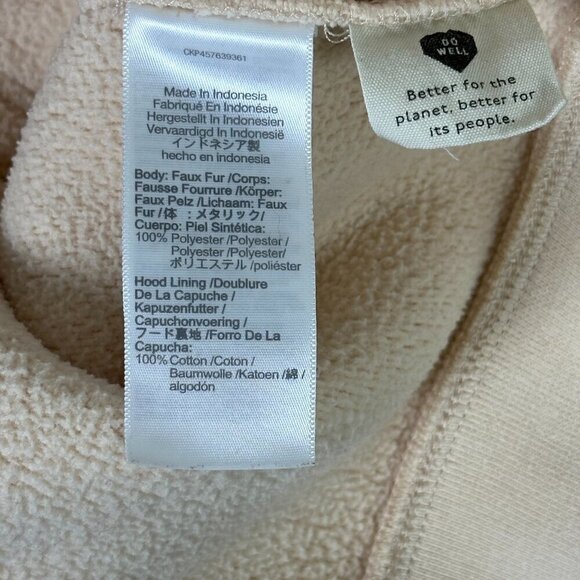 CKP457639361
Made In Indonesia
Fabriqué En Indonésie
Hergestellt In Indonesien
Vervaardigd In Indonesië
インドネシア製
hecho en indonesia
Body: Faux Fur /Corps:
Fausse Fourrure /Körper:
Faux Pelz /Lichaam: Faux
Fur /体 : メタリック/
Cuerpo: Piel Sintética:
100% Polyester /Polyester/
Polyester /Polyester/
ポリエステル /poliéster
Hood Lining /Doublure
De La Capuche /
Kapuzenfutter /
Capuchonvoering /
フード裏地 /Forro De La
Capucha:
100% Cotton /Coton /
Baumwolle /Katoen /綿 /
algodón
DO
WELL
Better for the
planet, better for
its people.